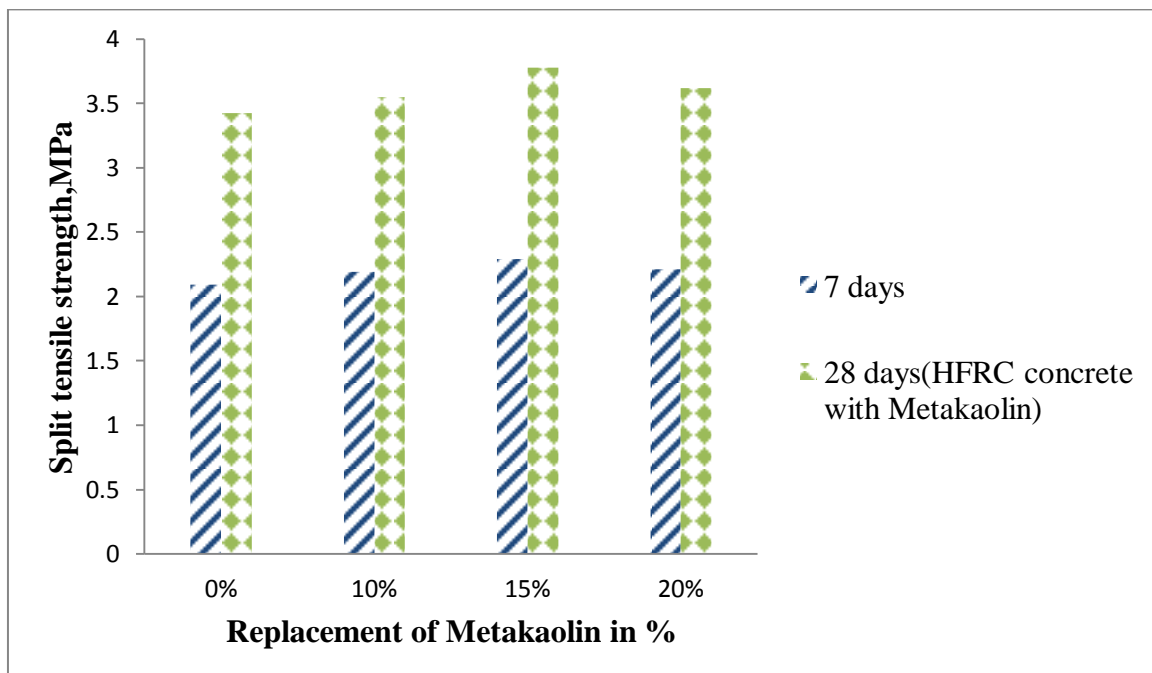 Split tensile strength,MPa
4
3.5
3
2.5
2
1.5
1
0.5
0
0% 10% 15% 20%
Replacement of Metakaolin in %
7 days
28 days(HFRC concrete
with Metakaolin)